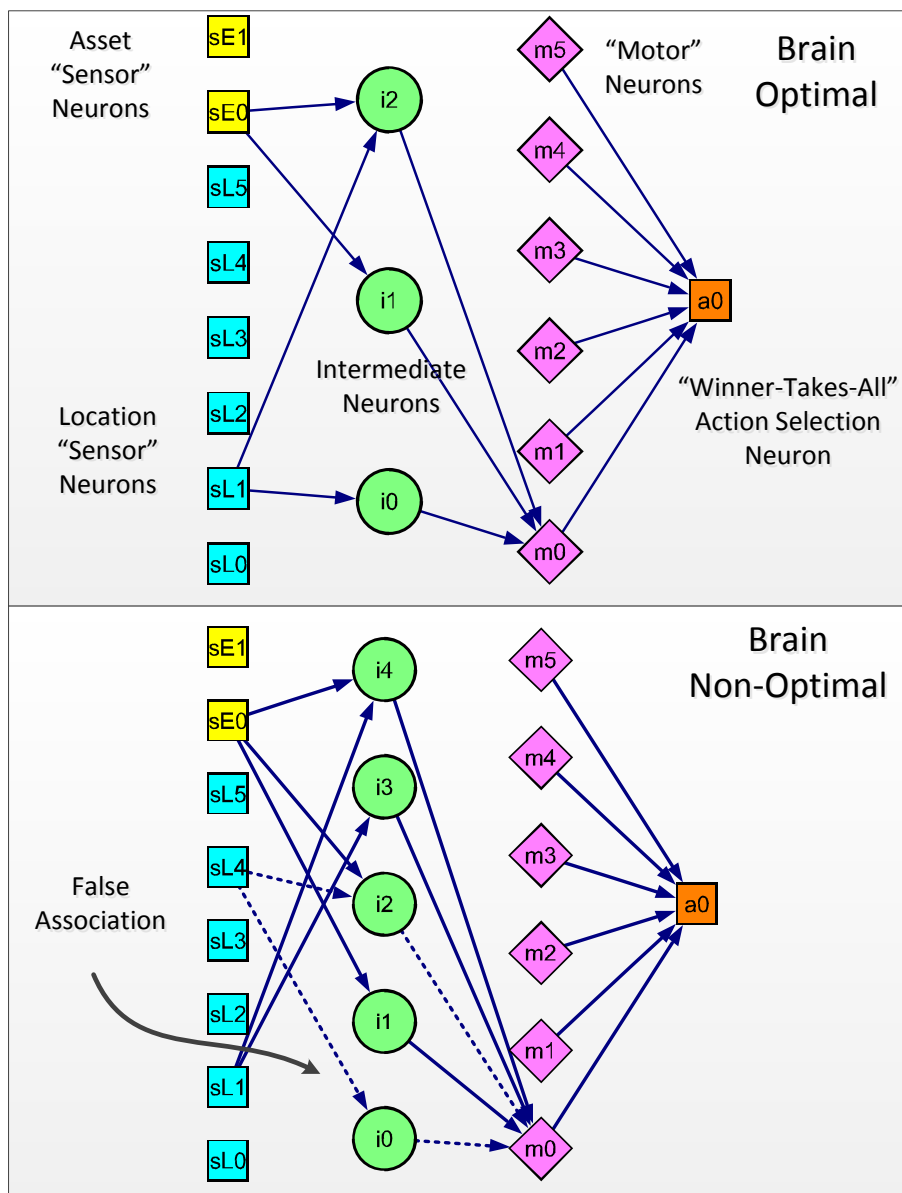 sE1
Asset
“Sensor”
Neurons
sE0
sL5
sL4
sL3
sL2
Location
“Sensor”
Neurons
sL1
sL0
i2
i1
Intermediate
Neurons
i0
m5
“Motor”
Neurons
m4
m3
m2
m1
m0
Brain
Optimal
a0
“Winner-Takes-All”
Action Selection
Neuron
sE1
sE0
sL5
sL4
False
Association
sL3
sL2
sL1
sL0
i4
i3
i2
i1
i0
m5
m4
m3
m2
m1
m0
Brain
Non-Optimal
a0